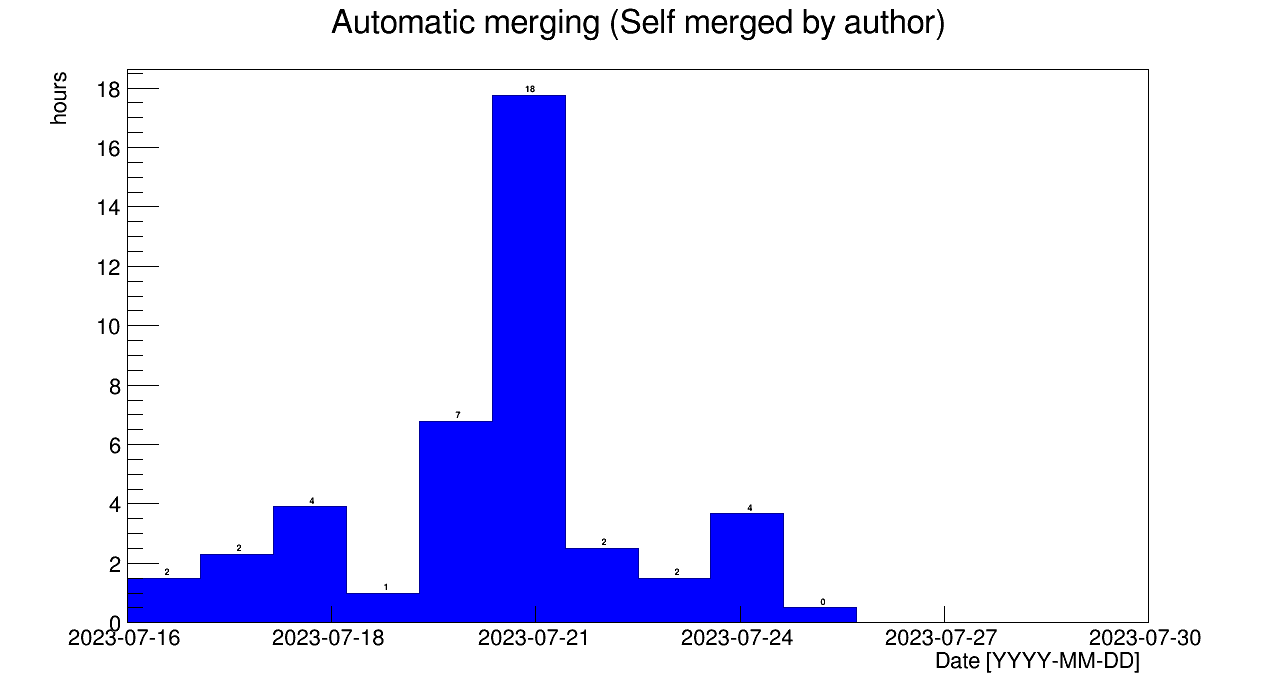 Automatic merging (Self merged by author)
hours
18
16
14
12
10
8
6
4
2
0
2 2 4 1 7 18 2 2 4 0
2023-07-16 2023-07-18 2023-07-21 2023-07-24 2023-07-27 2023-07-30
Date [YYYY-MM-DD]